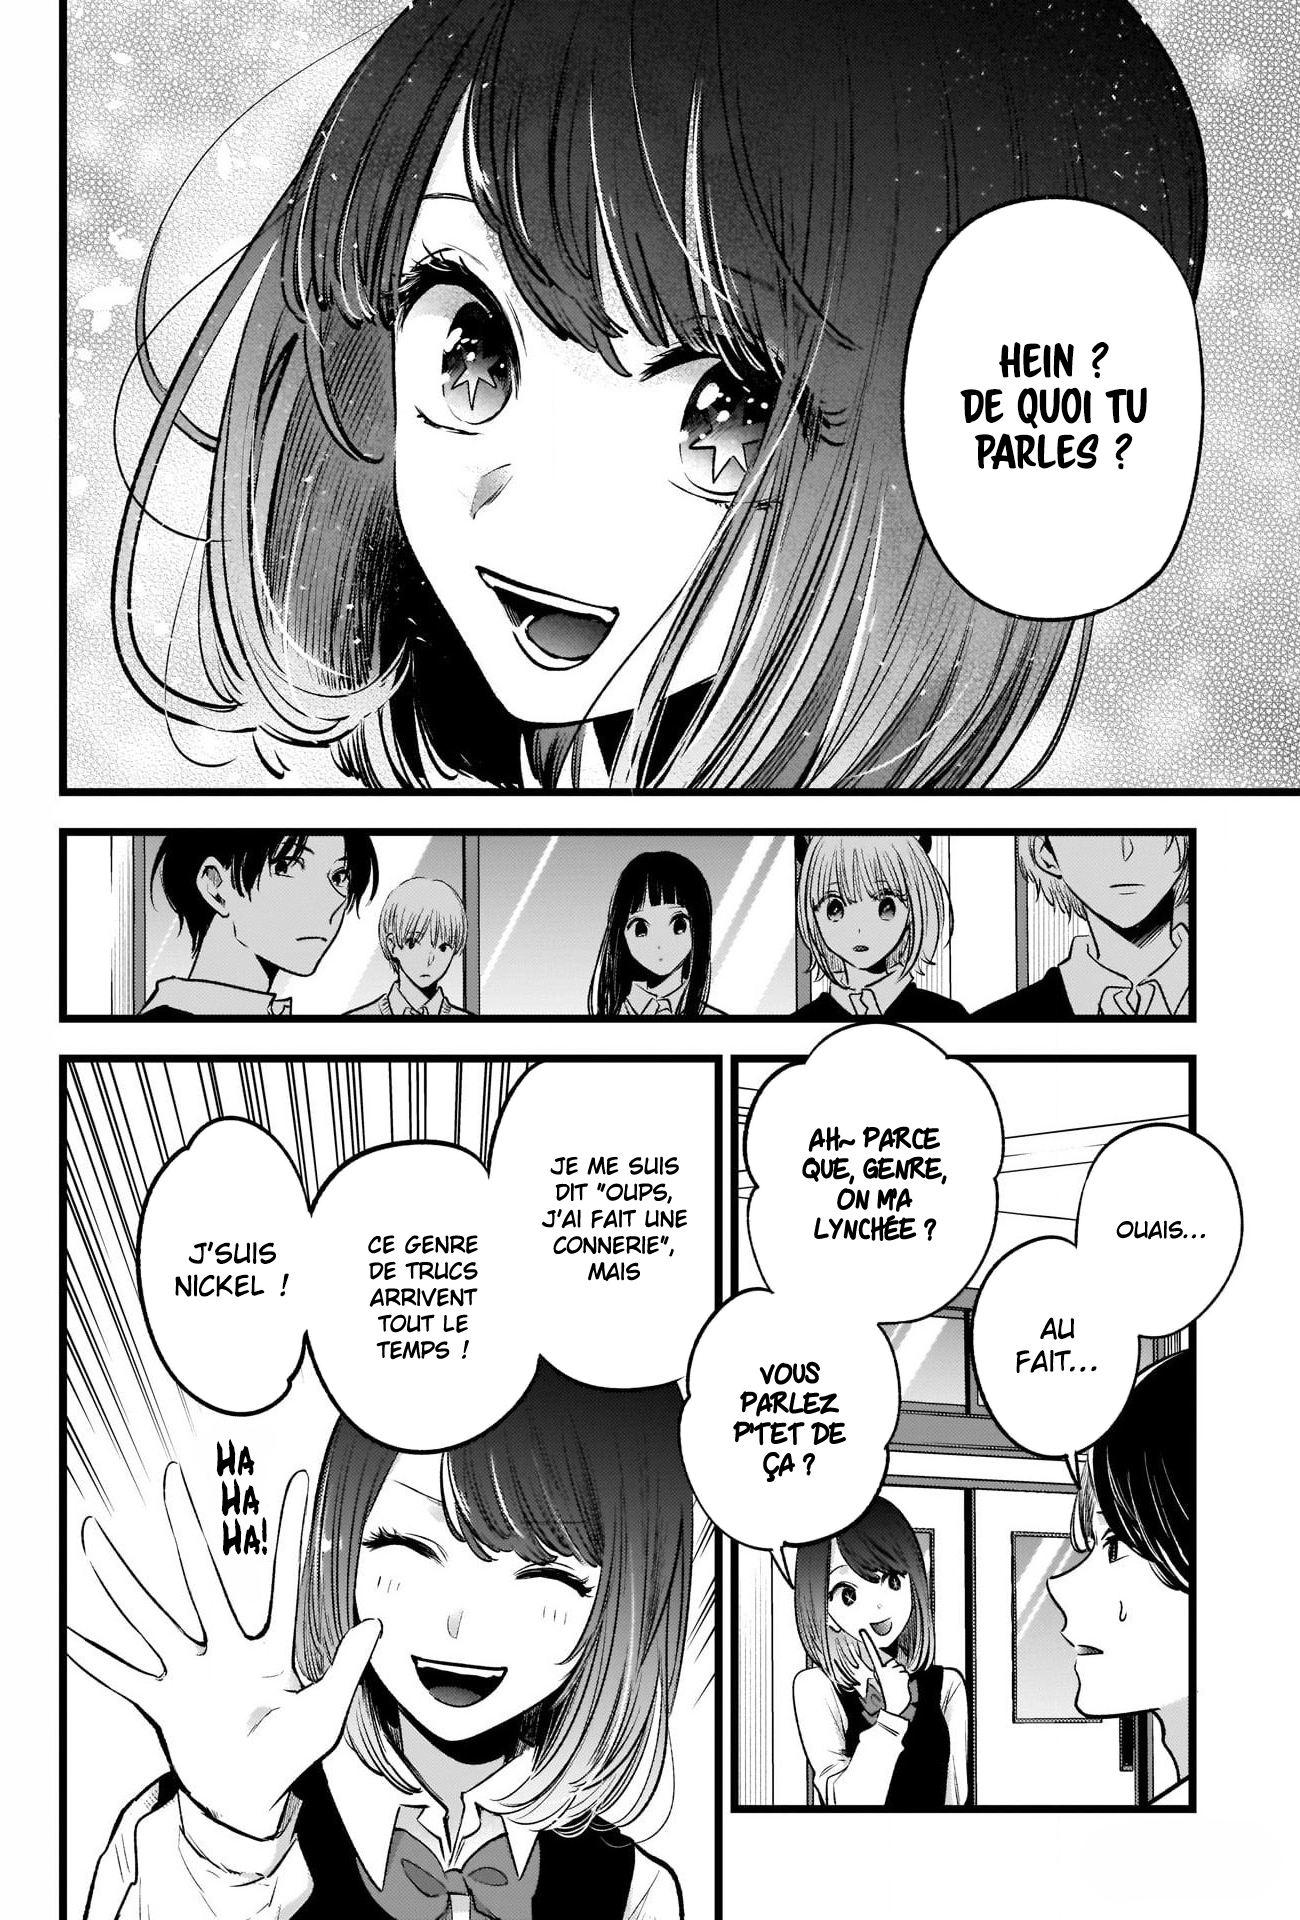 HEIN ?
DE QUOI TU
PARLES ?
OUAIS...
AU
FAIT...
AH~ PARCE
QUE, GENRE,
ON M'A
LYNCHÉE ?
VOUS
PARLEZ
P'TET DE
ÇA ?
JE ME SUIS
DIT "OUPS,
J'AI FAIT UNE
CONNERIE",
MAIS
CE GENRE
DE TRUCS
ARRIVENT
TOUT LE
TEMPS !
J'SUIS
NICKEL !
HA
HA
HA!